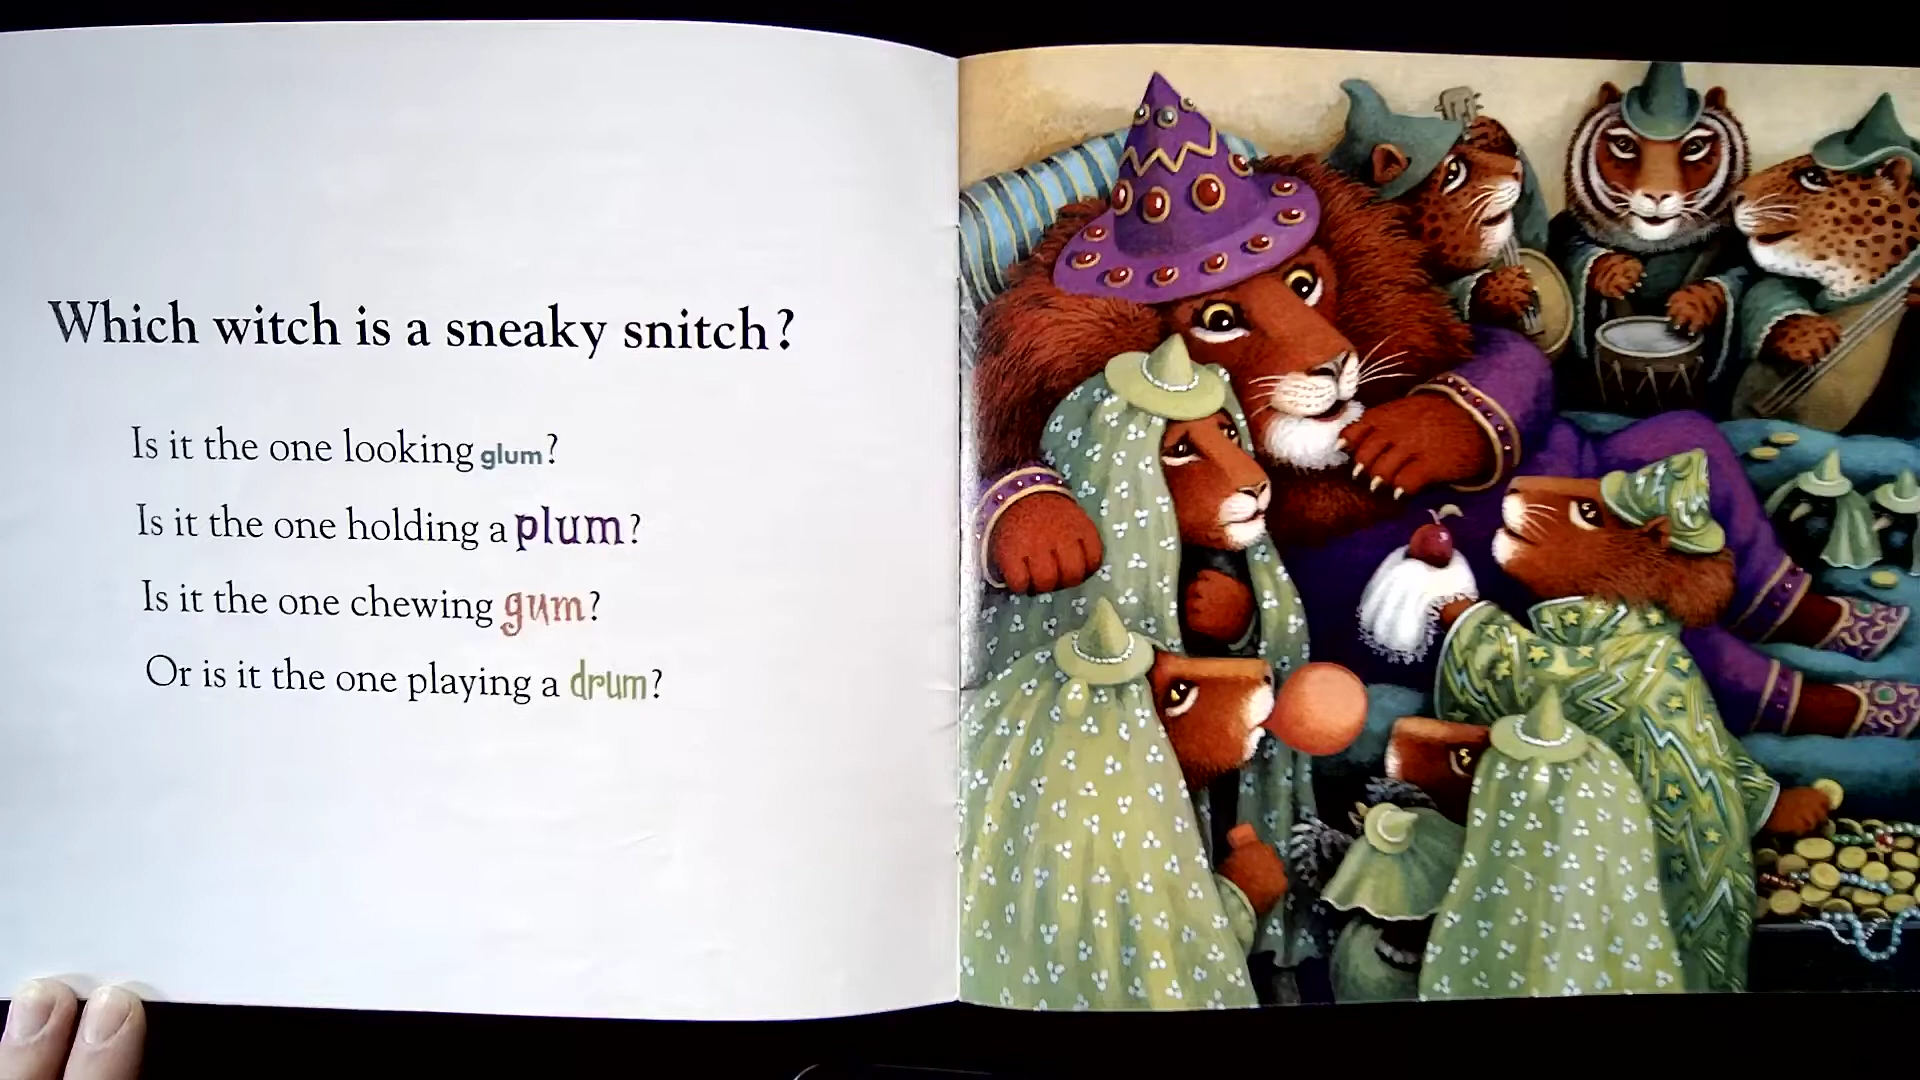 Which witch is a sneaky snitch?
Is it the one looking glum?
Is it the one holding a plum?
Is it the one chewing gum?
Or is it the one playing a drum?